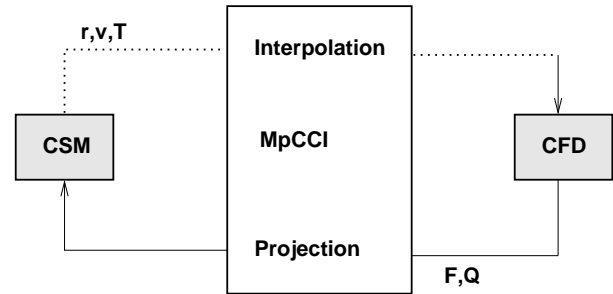 r,v,T
Interpolation
CSM
MpCCI
CFD
Projection
F,Q